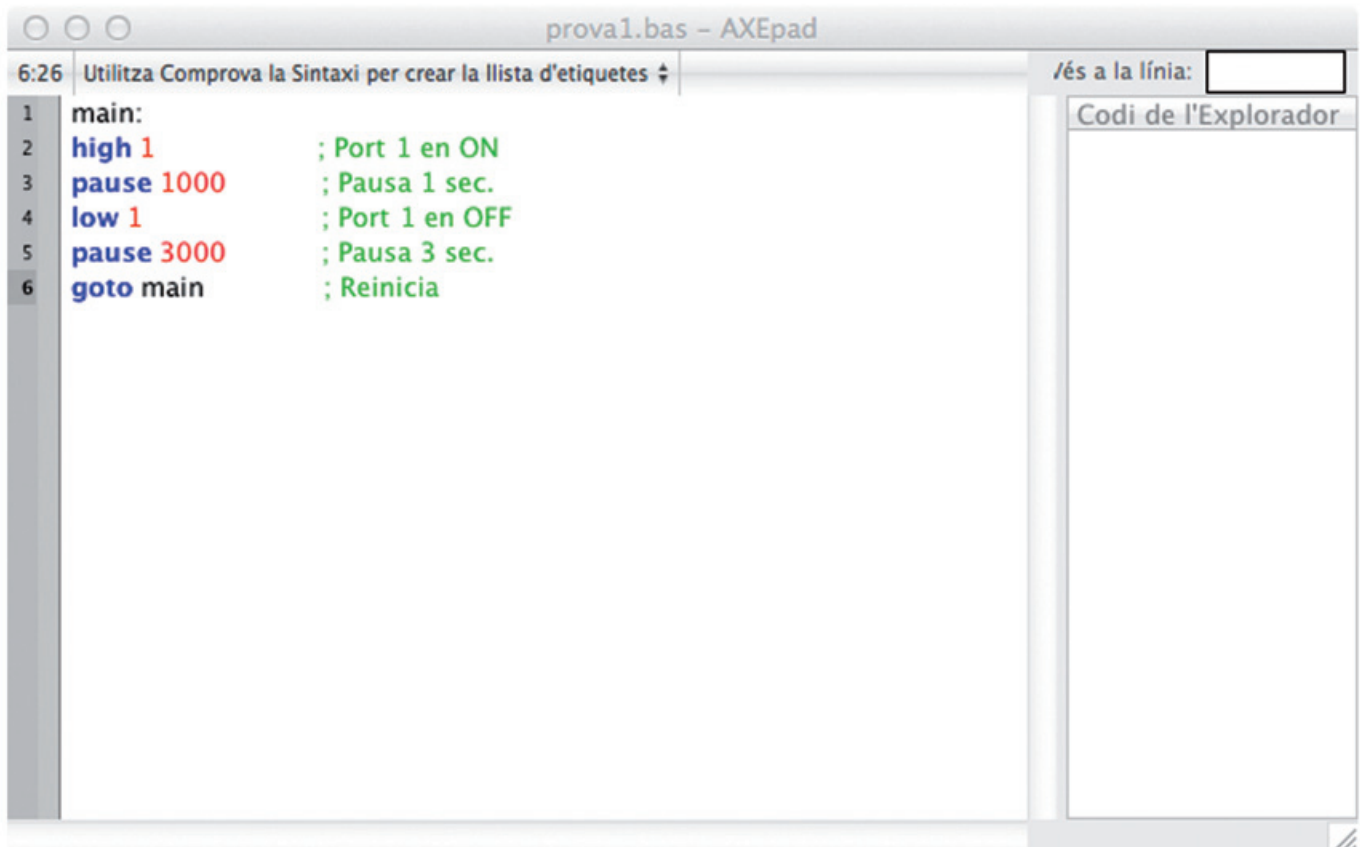 prova1.bas – AXEpad
6:26 Utilitza Comprova la Sintaxi per crear la llista d'etiquetes
/és a la línia:
Codi de l'Explorador
1 main:
2 high 1 ; Port 1 en ON
3 pause 1000 ; Pausa 1 sec.
4 low 1 ; Port 1 en OFF
5 pause 3000 ; Pausa 3 sec.
6 goto main ; Reinicia